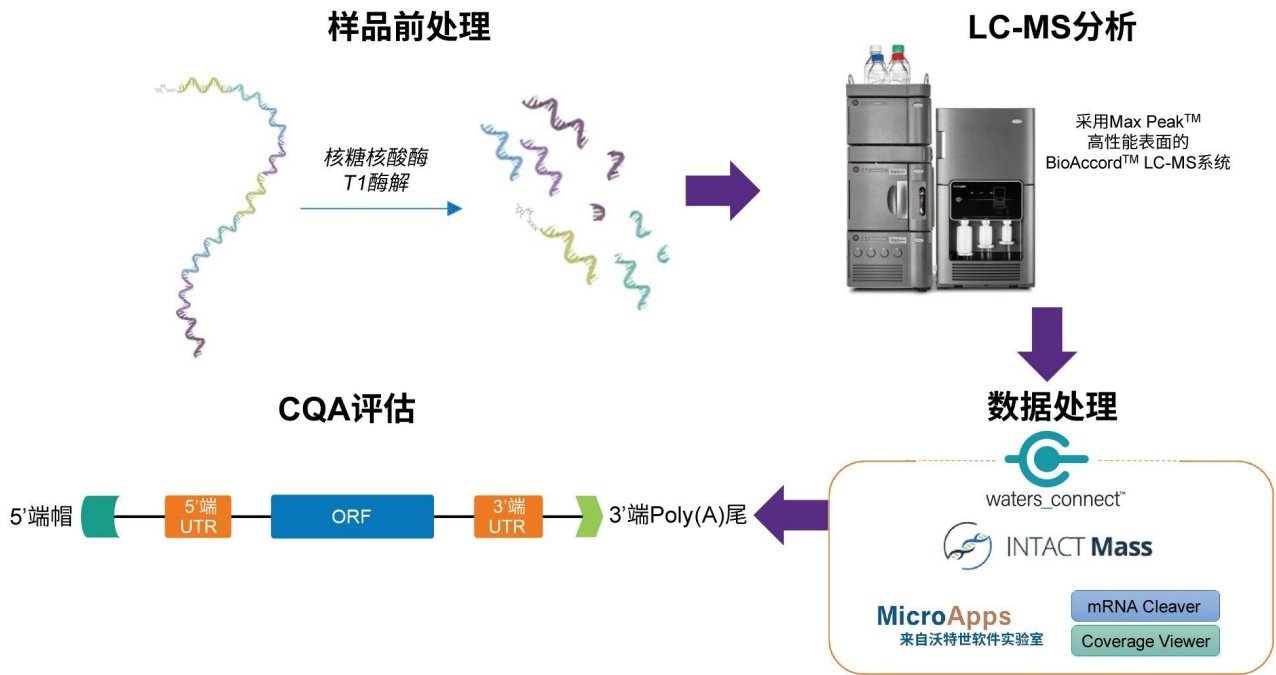 样品前处理
核糖核酸酶
T1酶解
LC-MS分析
采用Max Peak™
高性能表面的
BioAccord™ LC-MS系统
数据处理
waters_connect™
INTACT Mass
MicroApps
来自沃特世软件实验室
mRNA Cleaver
Coverage Viewer
CQA评估
5’端帽
5’端
UTR
ORF
3’端
UTR
3’端Poly(A)尾